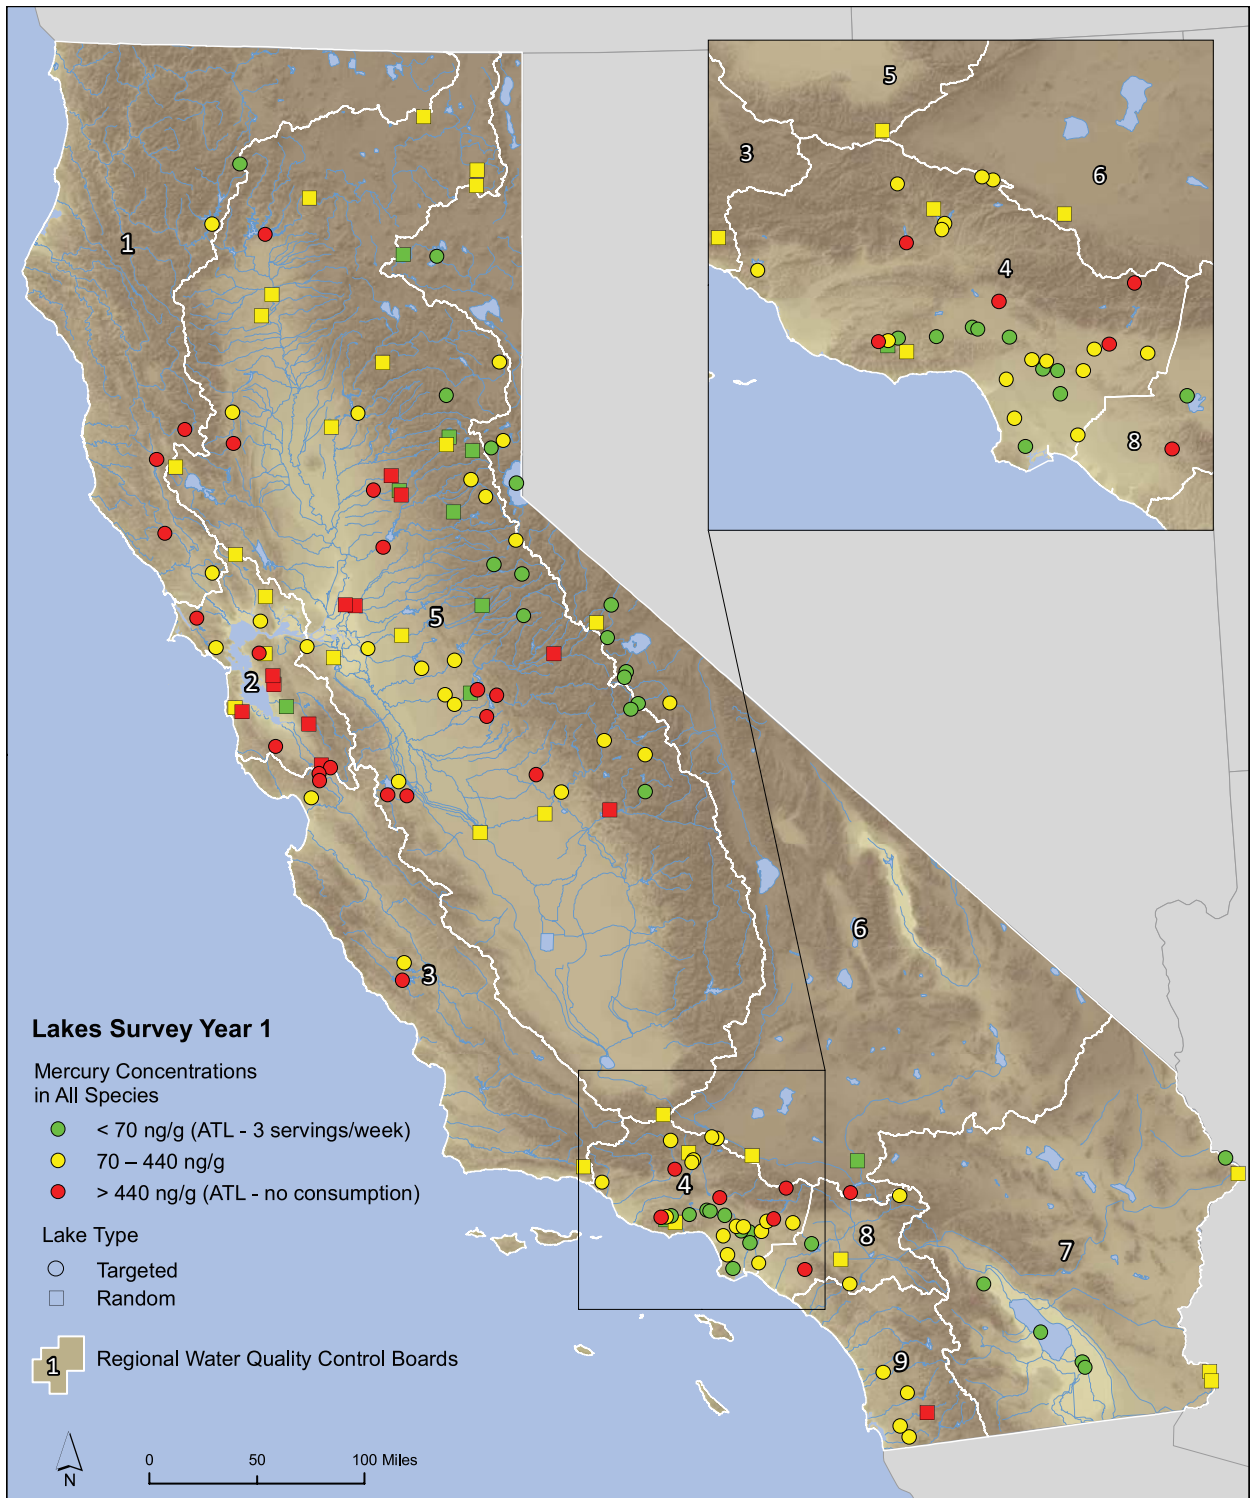 5
3
6
4
8
1
5
2
6
3
4
8
7
9
Lakes Survey Year 1
Mercury Concentrations
in All Species
< 70 ng/g (ATL - 3 servings/week)
70 – 440 ng/g
> 440 ng/g (ATL - no consumption)
Lake Type
Targeted
Random
1 Regional Water Quality Control Boards
N
0 50 100 Miles